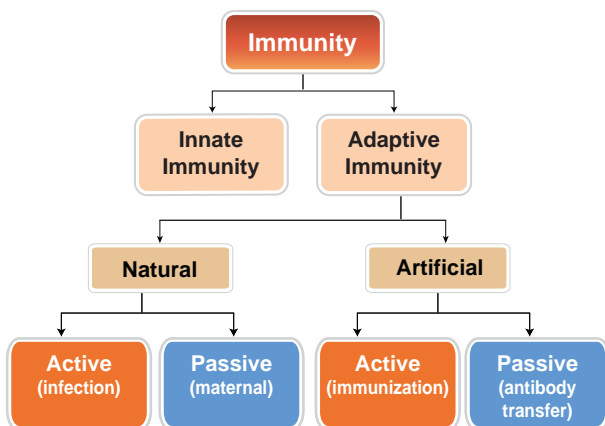 Immunity
Innate
Immunity
Adaptive
Immunity
Natural
Artificial
Active
(infection)
Passive
(maternal)
Active
(immunization)
Passive
(antibody
transfer)